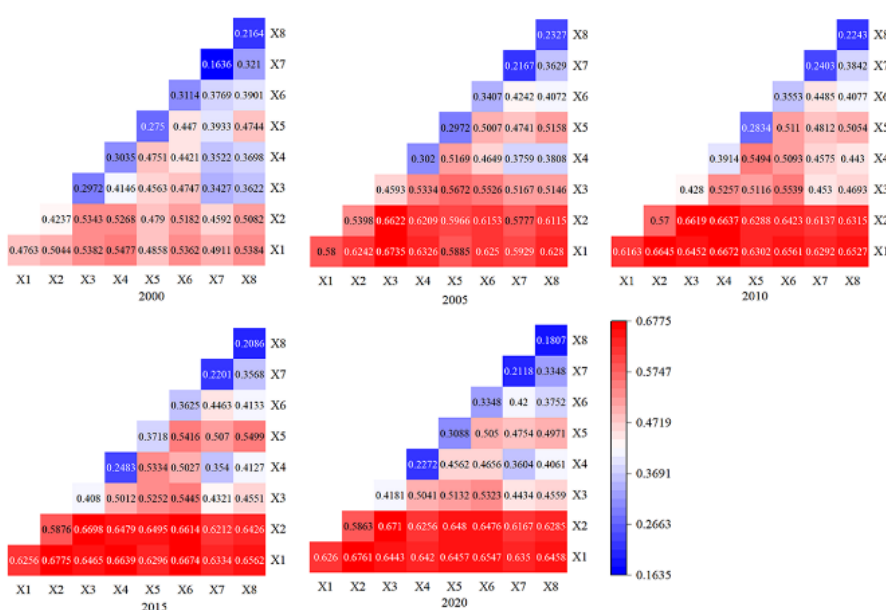 0.2164 X8
0.1636 0.321 X7
0.3114 0.3769 0.3901 X6
0.275 0.447 0.3933 0.4744 X5
0.3035 0.4751 0.4421 0.3522 0.3698 X4
0.2972 0.4146 0.4563 0.4747 0.3427 0.3622 X3
0.4237 0.5343 0.5268 0.479 0.5182 0.4592 0.5082 X2
0.4763 0.5044 0.5382 0.5477 0.4858 0.5362 0.4911 0.5384 X1
X1 X2 X3 X4 X5 X6 X7 X8
2000
0.2327 X8
0.2167 0.3629 X7
0.3407 0.4242 0.4072 X6
0.2972 0.5007 0.4741 0.5158 X5
0.302 0.5169 0.4649 0.3759 0.3808 X4
0.4593 0.5334 0.5672 0.5526 0.5167 0.5146 X3
0.5398 0.6622 0.6209 0.5966 0.6153 0.5777 0.6115 X2
0.58 0.6242 0.6735 0.6326 0.5885 0.625 0.5929 0.628 X1
X1 X2 X3 X4 X5 X6 X7 X8
2005
0.2243 X8
0.2403 0.3842 X7
0.3553 0.4485 0.4077 X6
0.2834 0.511 0.4812 0.5054 X5
0.3914 0.5494 0.5093 0.4575 0.443 X4
0.428 0.5257 0.5116 0.5539 0.453 0.4693 X3
0.57 0.6619 0.6637 0.6288 0.6423 0.6137 0.6315 X2
0.6163 0.6645 0.6452 0.6672 0.6302 0.6561 0.6292 0.6527 X1
X1 X2 X3 X4 X5 X6 X7 X8
2010
0.2086 X8
0.2201 0.3568 X7
0.3625 0.4463 0.4133 X6
0.3718 0.5416 0.507 0.5499 X5
0.2483 0.5334 0.5027 0.354 0.4127 X4
0.408 0.5012 0.5252 0.5445 0.4321 0.4551 X3
0.5876 0.6698 0.6479 0.6495 0.6614 0.6212 0.6426 X2
0.6256 0.6775 0.6465 0.6639 0.6296 0.6674 0.6334 0.6562 X1
X1 X2 X3 X4 X5 X6 X7 X8
2015
0.1807 X8
0.2118 0.3348 X7
0.3348 0.42 0.3752 X6
0.3088 0.505 0.4754 0.4971 X5
0.2272 0.4562 0.4656 0.3604 0.4061 X4
0.4181 0.5041 0.5132 0.5323 0.4434 0.4559 X3
0.5863 0.671 0.6256 0.648 0.6476 0.6167 0.6285 X2
0.626 0.6761 0.6443 0.642 0.6457 0.6547 0.635 0.6458 X1
X1 X2 X3 X4 X5 X6 X7 X8
2020
0.6775
0.5747
0.4719
0.3691
0.2663
0.1635